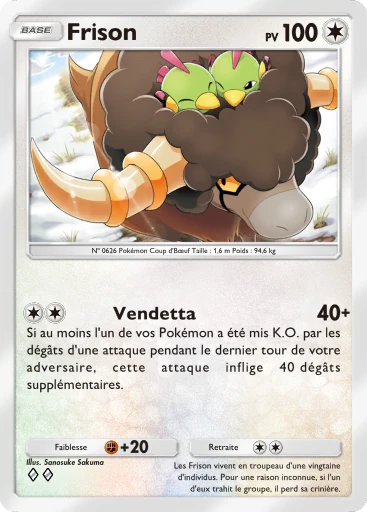 BASE Frison PV 100
N° 0626 Pokémon Coup d'Bœuf Taille : 1,6 m Poids : 94,6 kg
Vendetta 40+
Si au moins l'un de vos Pokémon a été mis K.O. par les
dégâts d'une attaque pendant le dernier tour de votre
adversaire, cette attaque inflige 40 dégâts
supplémentaires.
Faiblesse +20 Retraite
Illus. Sanosuke Sakuma
Les Frison vivent en troupeau d'une vingtaine
d'individus. Pour une raison inconnue, si l'un
d'eux trahit le groupe, il perd sa crinière.